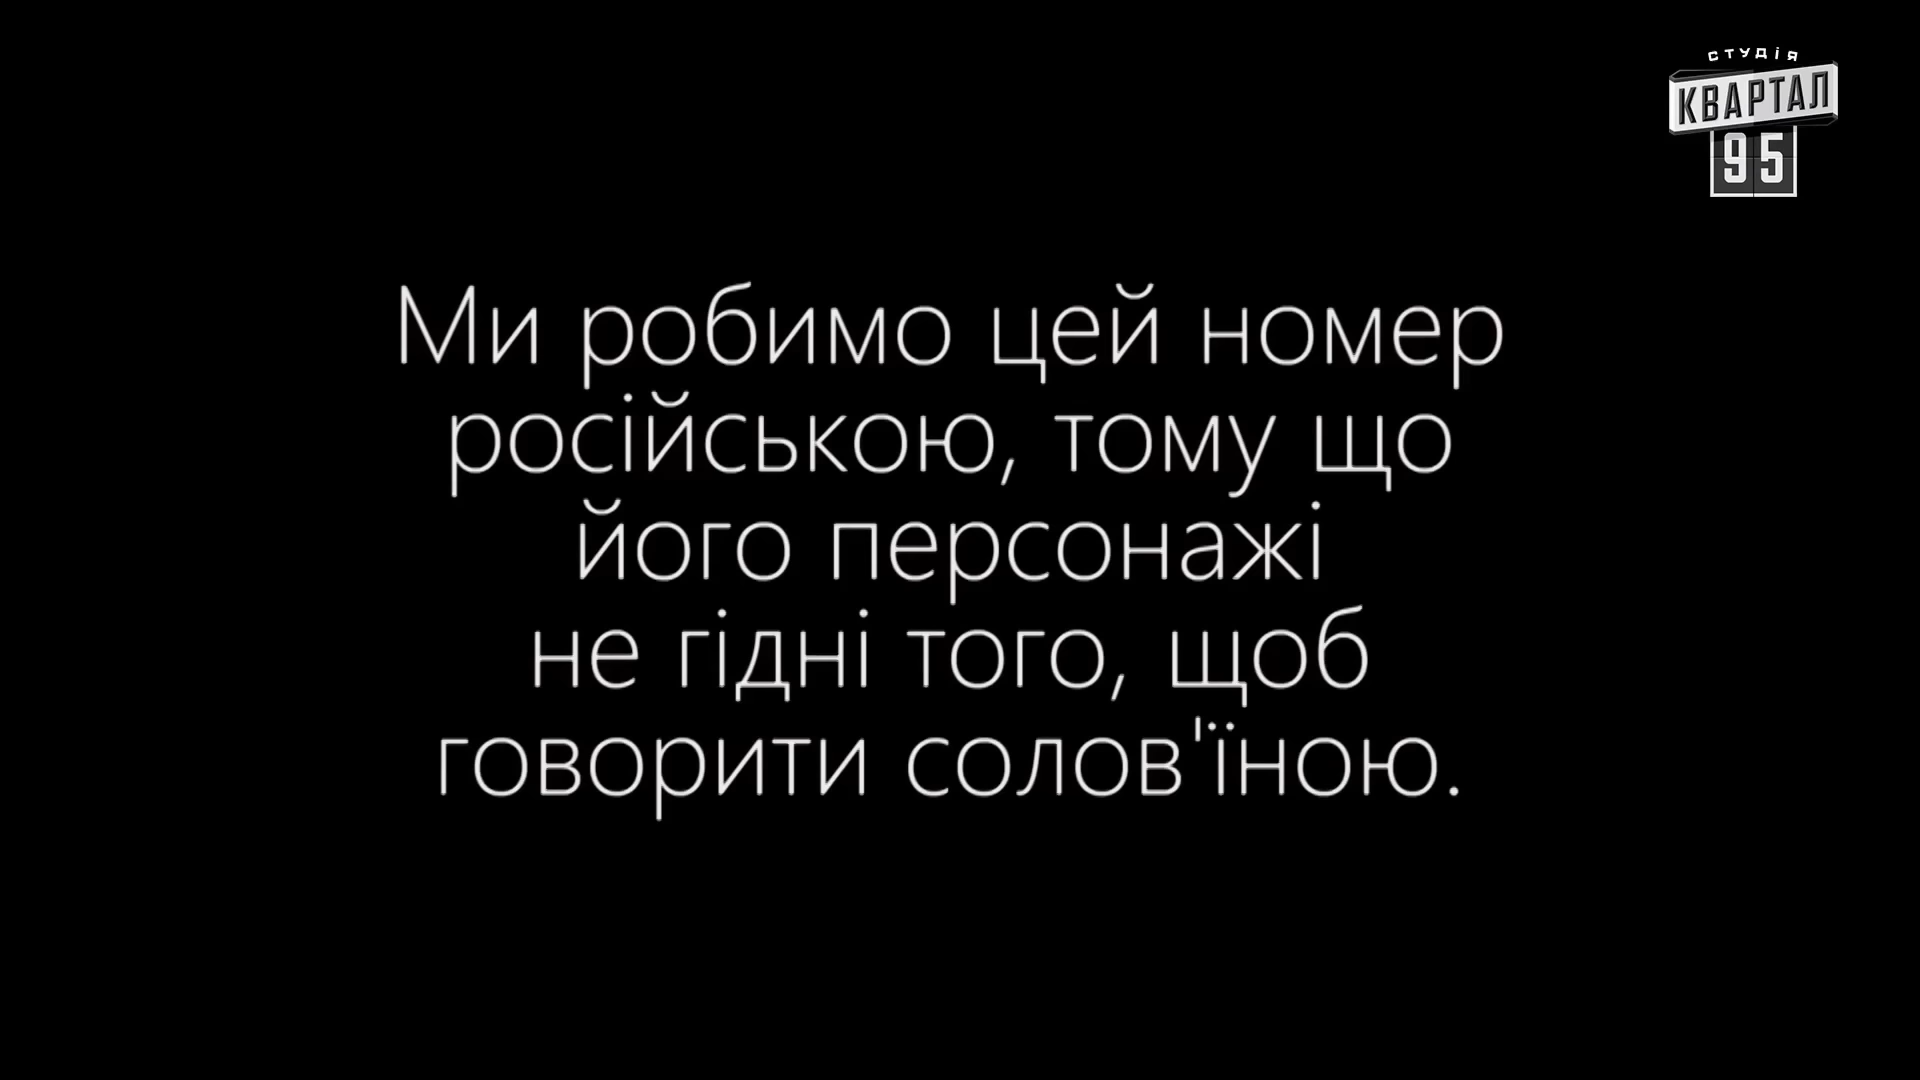 СТУДІЯ
КВАРТАЛ
95
Ми робимо цей номер
російською, тому що
його персонажі
не гідні того, щоб
говорити солов'їною.